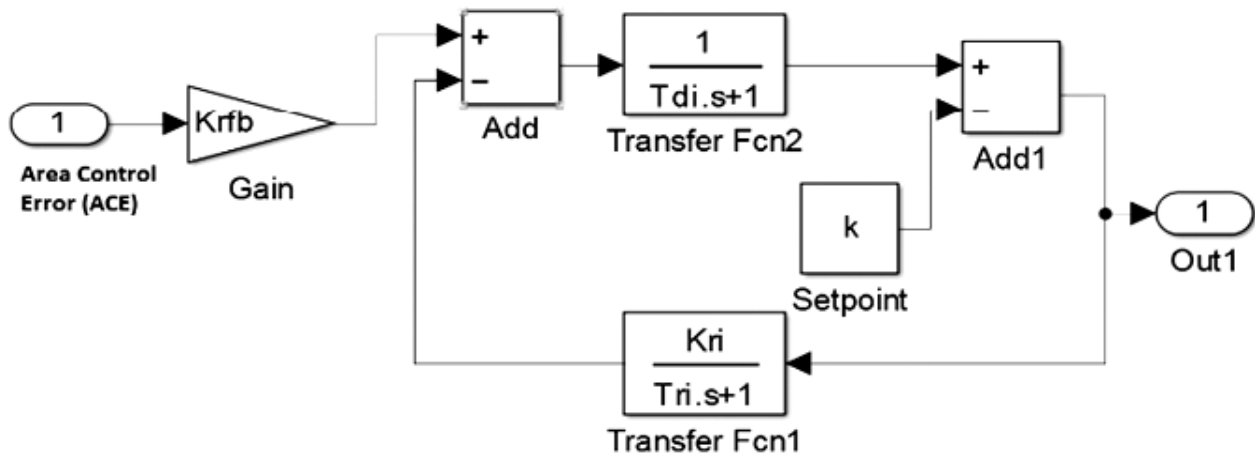 1
Area Control
Error (ACE)
Krfb
Gain
+
−
Add
1
Tdi.s+1
Transfer Fcn2
+
−
Add1
k
Setpoint
1
Out1
Kri
Tri.s+1
Transfer Fcn1